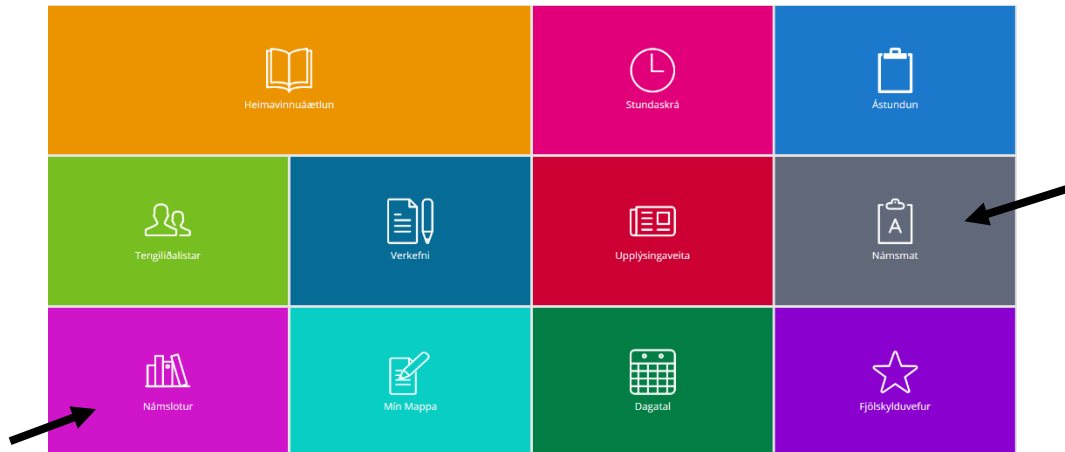 Heimavinnuáætlun
Stundaskrá
Ástundun
Tengiliðalistar
Verkefni
Upplýsingaveita
A
Námsmat
Námslotur
Mín Mappa
Dagatal
Fjölskylduvefur